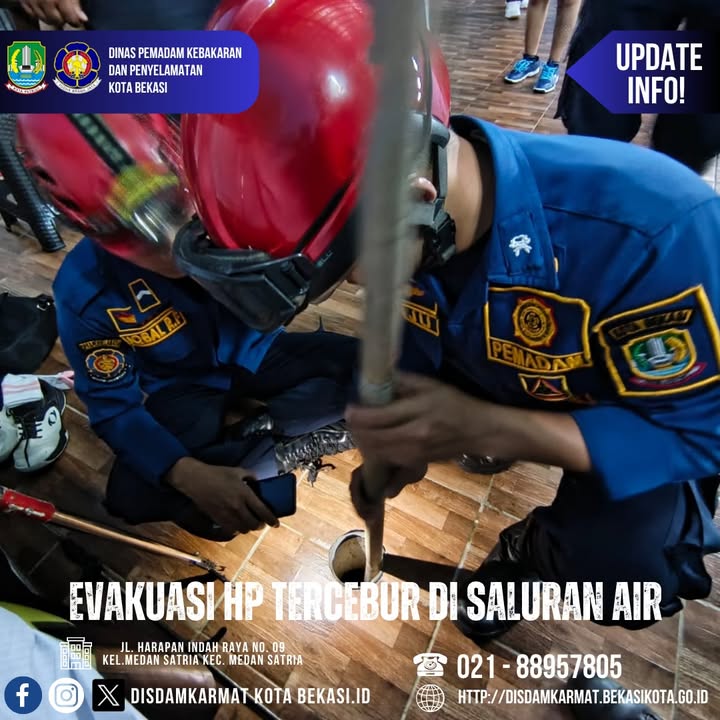 DINAS PEMADAM KEBAKARAN
DAN PENYELAMATAN
KOTA BEKASI
UPDATE
INFO!
PEMADAM
EVAKUASI HP TERCEBUR DI SALURAN AIR
JL. HARAPAN INDAH RAYA NO. 09
KEL.MEDAN SATRIA KEC. MEDAN SATRIA
021 - 88957805
DISDAMKARMAT KOTA BEKASI.ID
HTTP://DISDAMKARMAT.BEKASIKOTA.GO.ID